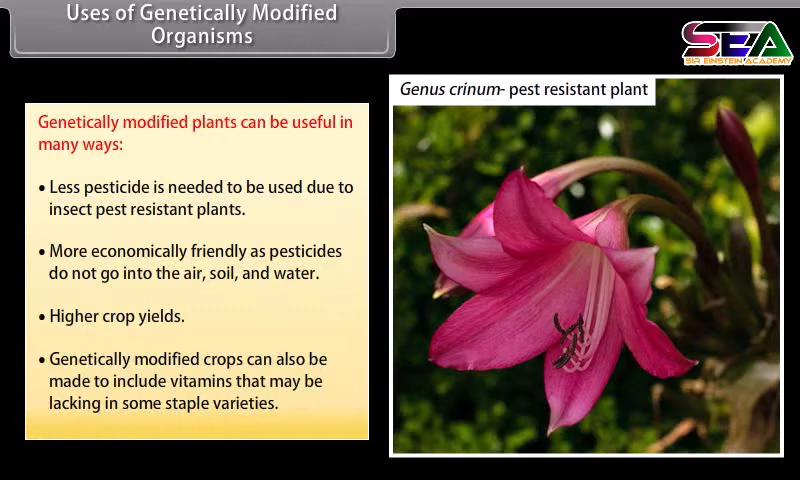 Uses of Genetically Modified
Organisms
SEA
SIR EINSTEIN ACADEMY
Genus crinum- pest resistant plant
Genetically modified plants can be useful in
many ways:
• Less pesticide is needed to be used due to
insect pest resistant plants.
• More economically friendly as pesticides
do not go into the air, soil, and water.
• Higher crop yields.
• Genetically modified crops can also be
made to include vitamins that may be
lacking in some staple varieties.